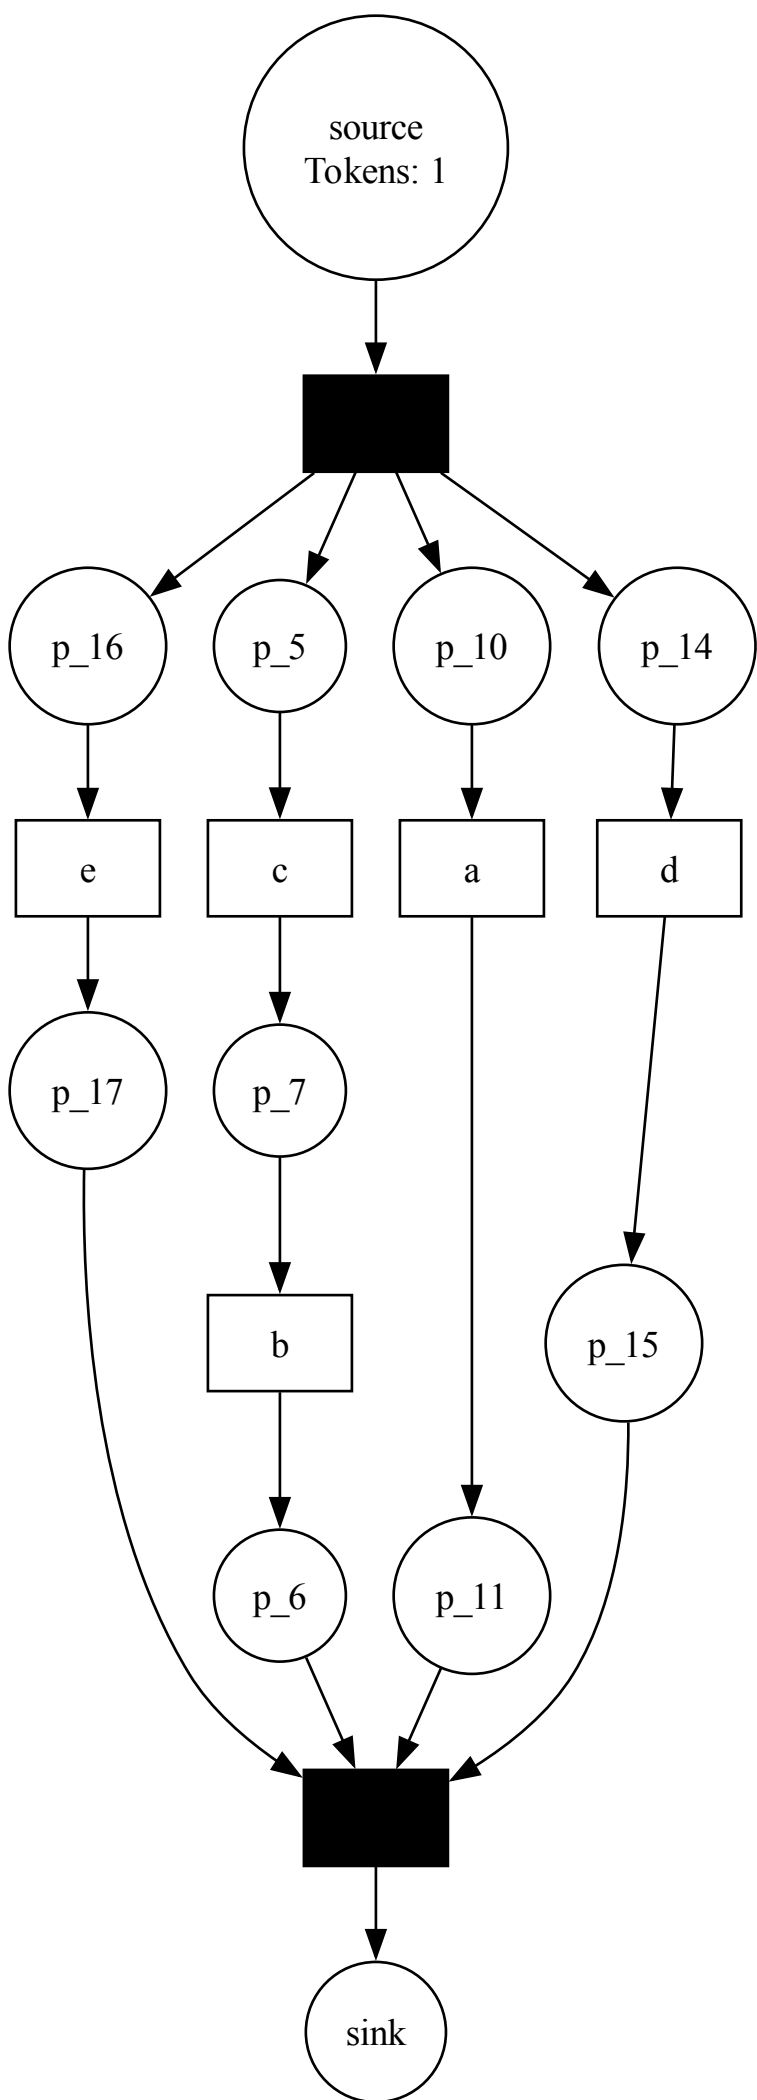 source
Tokens: 1
p_16
p_5
p_10
p_14
e
c
a
d
p_17
p_7
b
p_15
p_6
p_11
sink